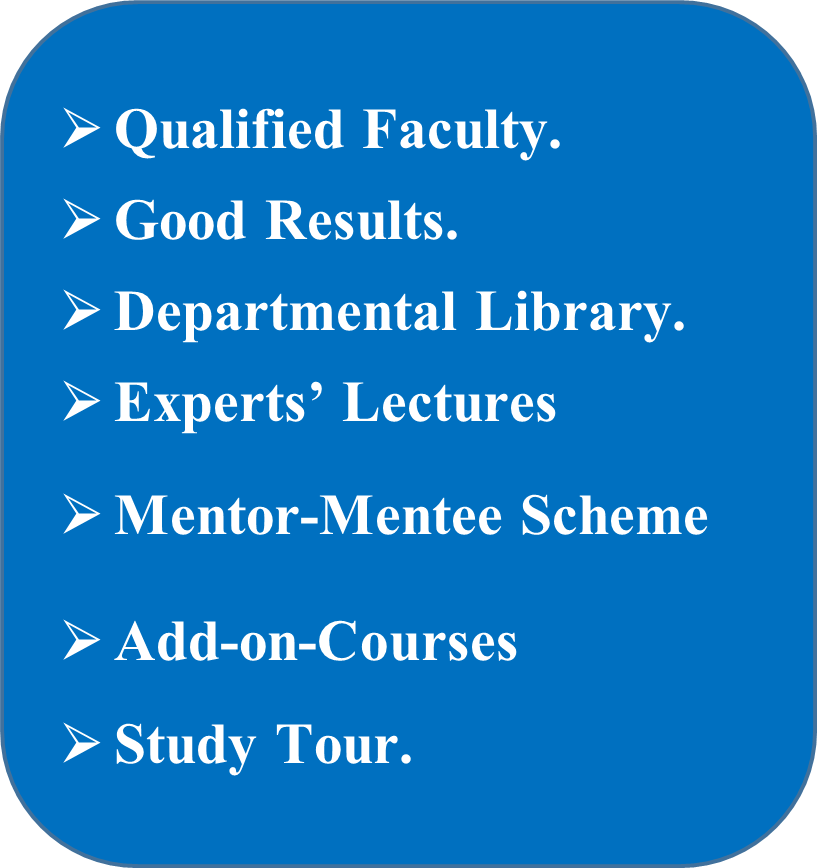 ➢ Qualified Faculty.
➢ Good Results.
➢ Departmental Library.
➢ Experts’ Lectures
➢ Mentor-Mentee Scheme
➢ Add-on-Courses
➢ Study Tour.